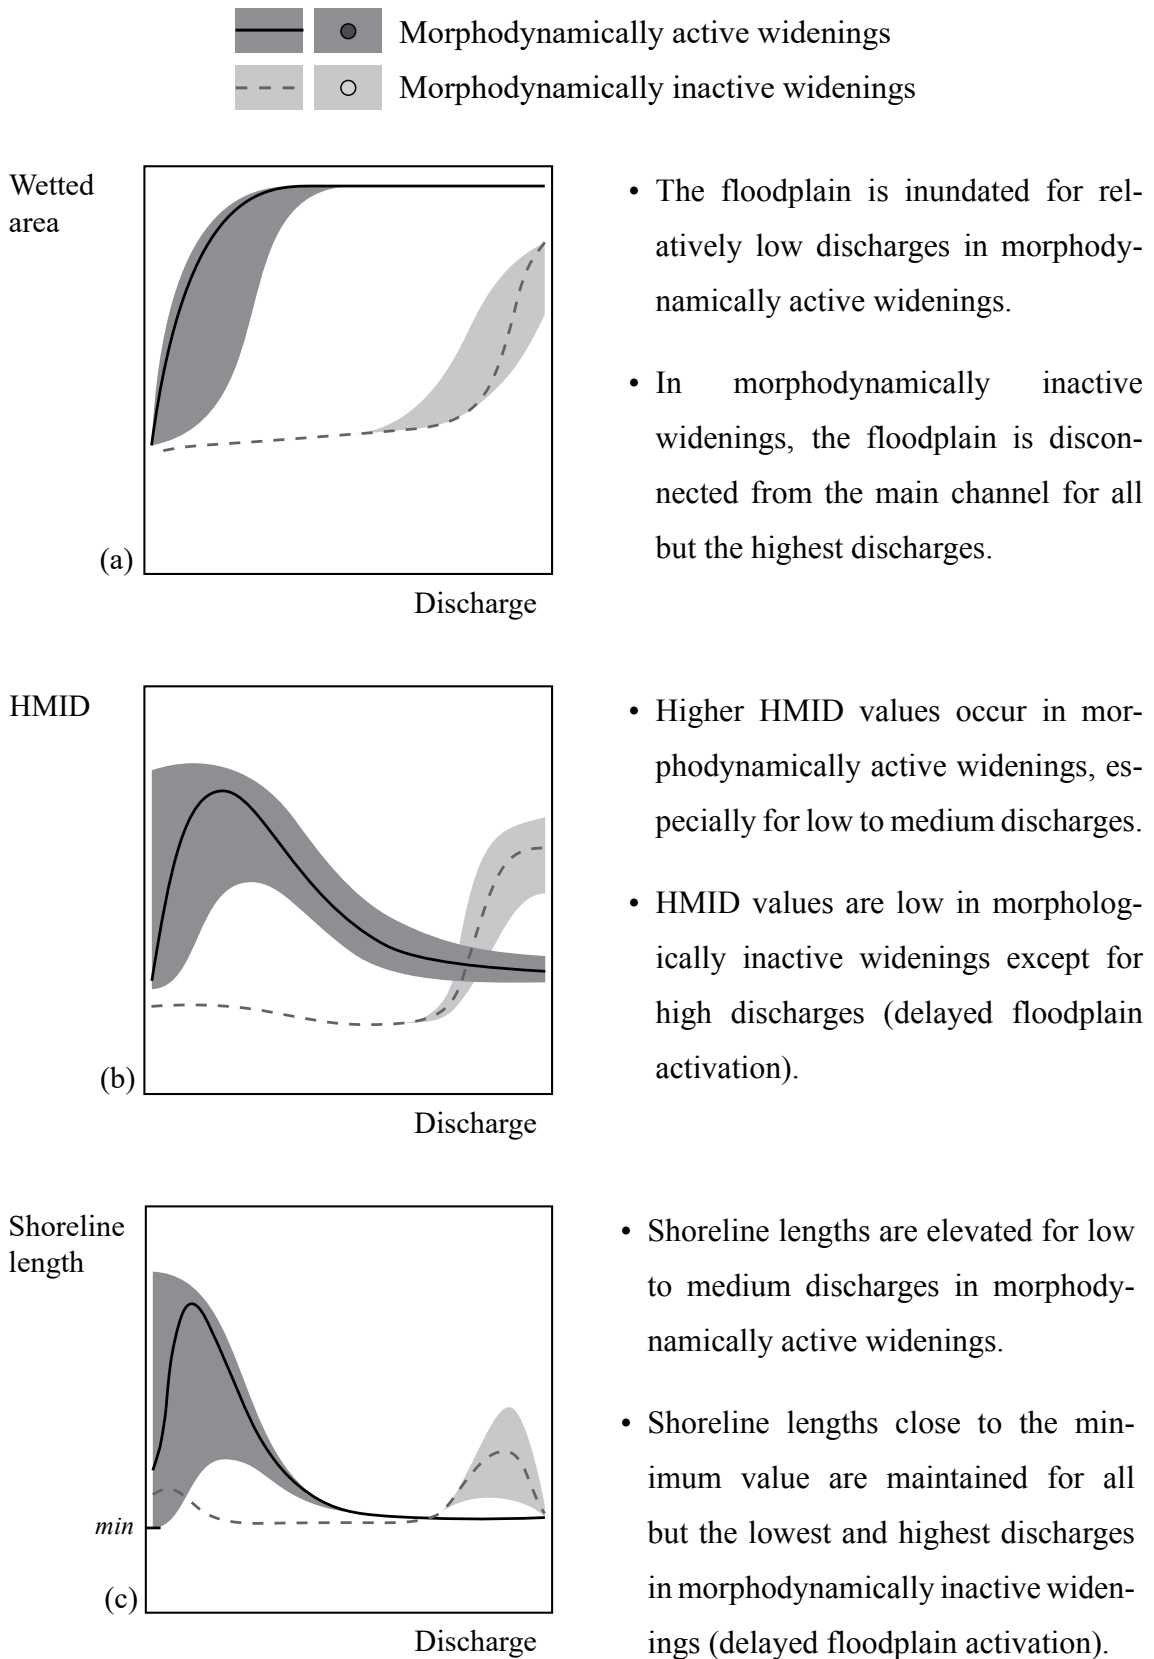 Morphodynamically active widenings
Morphodynamically inactive widenings
Wetted
area
(a)
Discharge
• The floodplain is inundated for rel-
atively low discharges in morphody-
namically active widenings.
• In morphodynamically inactive
widenings, the floodplain is discon-
nected from the main channel for all
but the highest discharges.
HMID
(b)
Discharge
• Higher HMID values occur in mor-
phodynamically active widenings, es-
pecially for low to medium discharges.
• HMID values are low in morpholog-
ically inactive widenings except for
high discharges (delayed floodplain
activation).
Shoreline
length
min
(c)
Discharge
• Shoreline lengths are elevated for low
to medium discharges in morphody-
namically active widenings.
• Shoreline lengths close to the min-
imum value are maintained for all
but the lowest and highest discharges
in morphodynamically inactive widen-
ings (delayed floodplain activation).